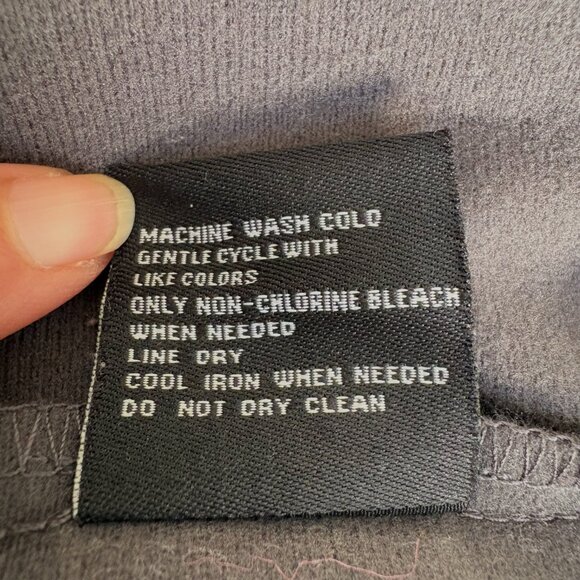 MACHINE WASH COLD
GENTLE CYCLE WITH
LIKE COLORS
ONLY NON-CHLORINE BLEACH
WHEN NEEDED
LINE DRY
COOL IRON WHEN NEEDED
DO NOT DRY CLEAN